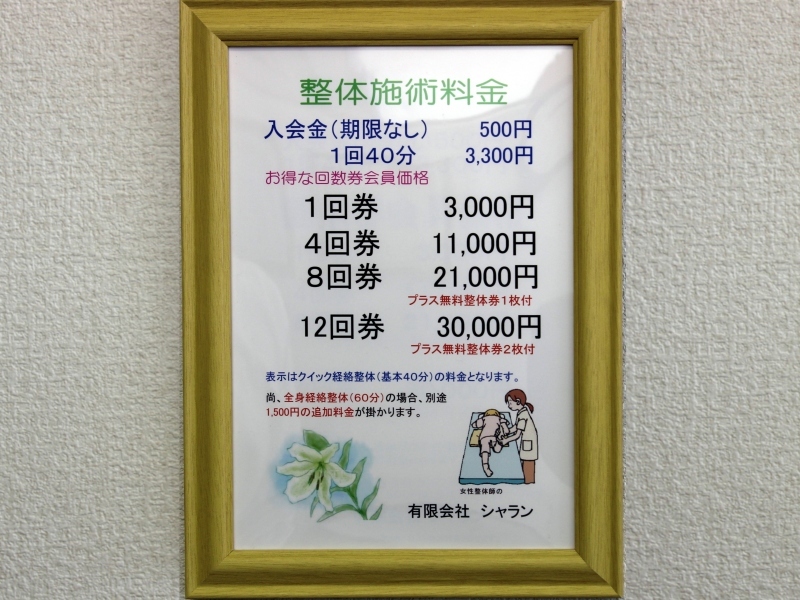 整体施術料金
入会金（期限なし） 500円
1回40分 3,300円
お得な回数券会員価格
1回券 3,000円
4回券 11,000円
8回券 21,000円
プラス無料整体券1枚付
12回券 30,000円
プラス無料整体券2枚付
表示はクイック経絡整体（基本40分）の料金となります。
尚、全身経絡整体（60分）の場合、別途
1,500円の追加料金が掛かります。
女性整体師の
有限会社 シャラン